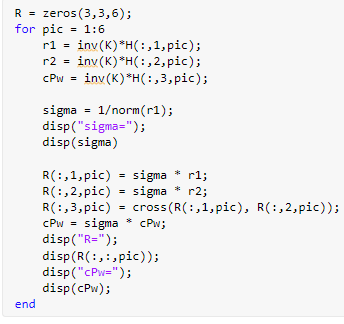 R = zeros(3,3,6);
for pic = 1:6
    r1 = inv(K)*H(:,1,pic);
    r2 = inv(K)*H(:,2,pic);
    cPw = inv(K)*H(:,3,pic);

    sigma = 1/norm(r1);
    disp("sigma=");
    disp(sigma)

    R(:,1,pic) = sigma * r1;
    R(:,2,pic) = sigma * r2;
    R(:,3,pic) = cross(R(:,1,pic), R(:,2,pic));
    cPw = sigma * cPw;
    disp("R=");
    disp(R(:,:,pic));
    disp("cPw=");
    disp(cPw);
end